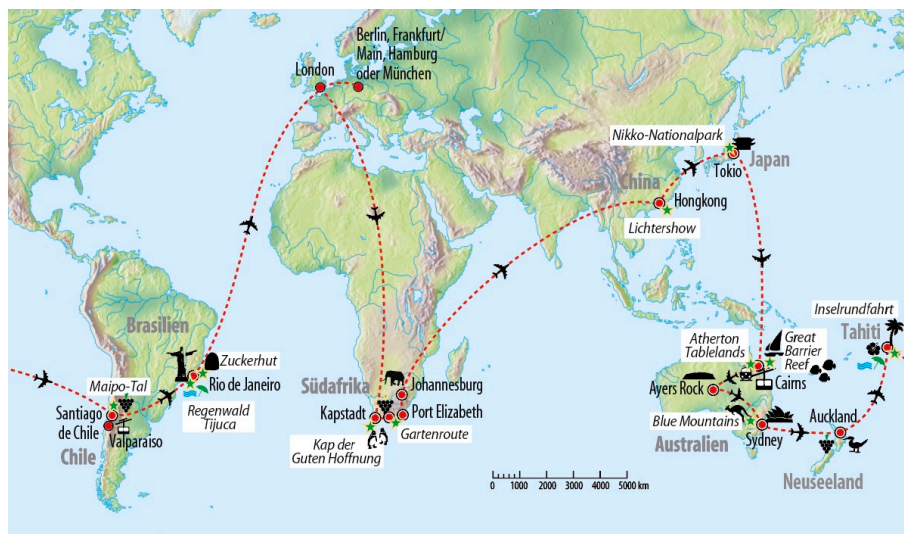 Berlin, Frankfurt/
Main, Hamburg
oder München
London
Nikko-Nationalpark
Tokio
Japan
China
Hongkong
Lichtershow
Brasilien
Zuckerhut
Rio de Janeiro
Regenwald
Tijuca
Maipo-Tal
Santiago
de Chile
Valparaiso
Chile
Südafrika
Johannesburg
Kapstadt
Port Elizabeth
Kap der
Guten Hoffnung
Gartenroute
Inselrundfahrt
Tahiti
Atherton
Tablelands
Great
Barrier
Reef
Ayers Rock
Cairns
Blue Mountains
Sydney
Australien
Auckland
Neuseeland
0 1000 2000 3000 4000 5000 km